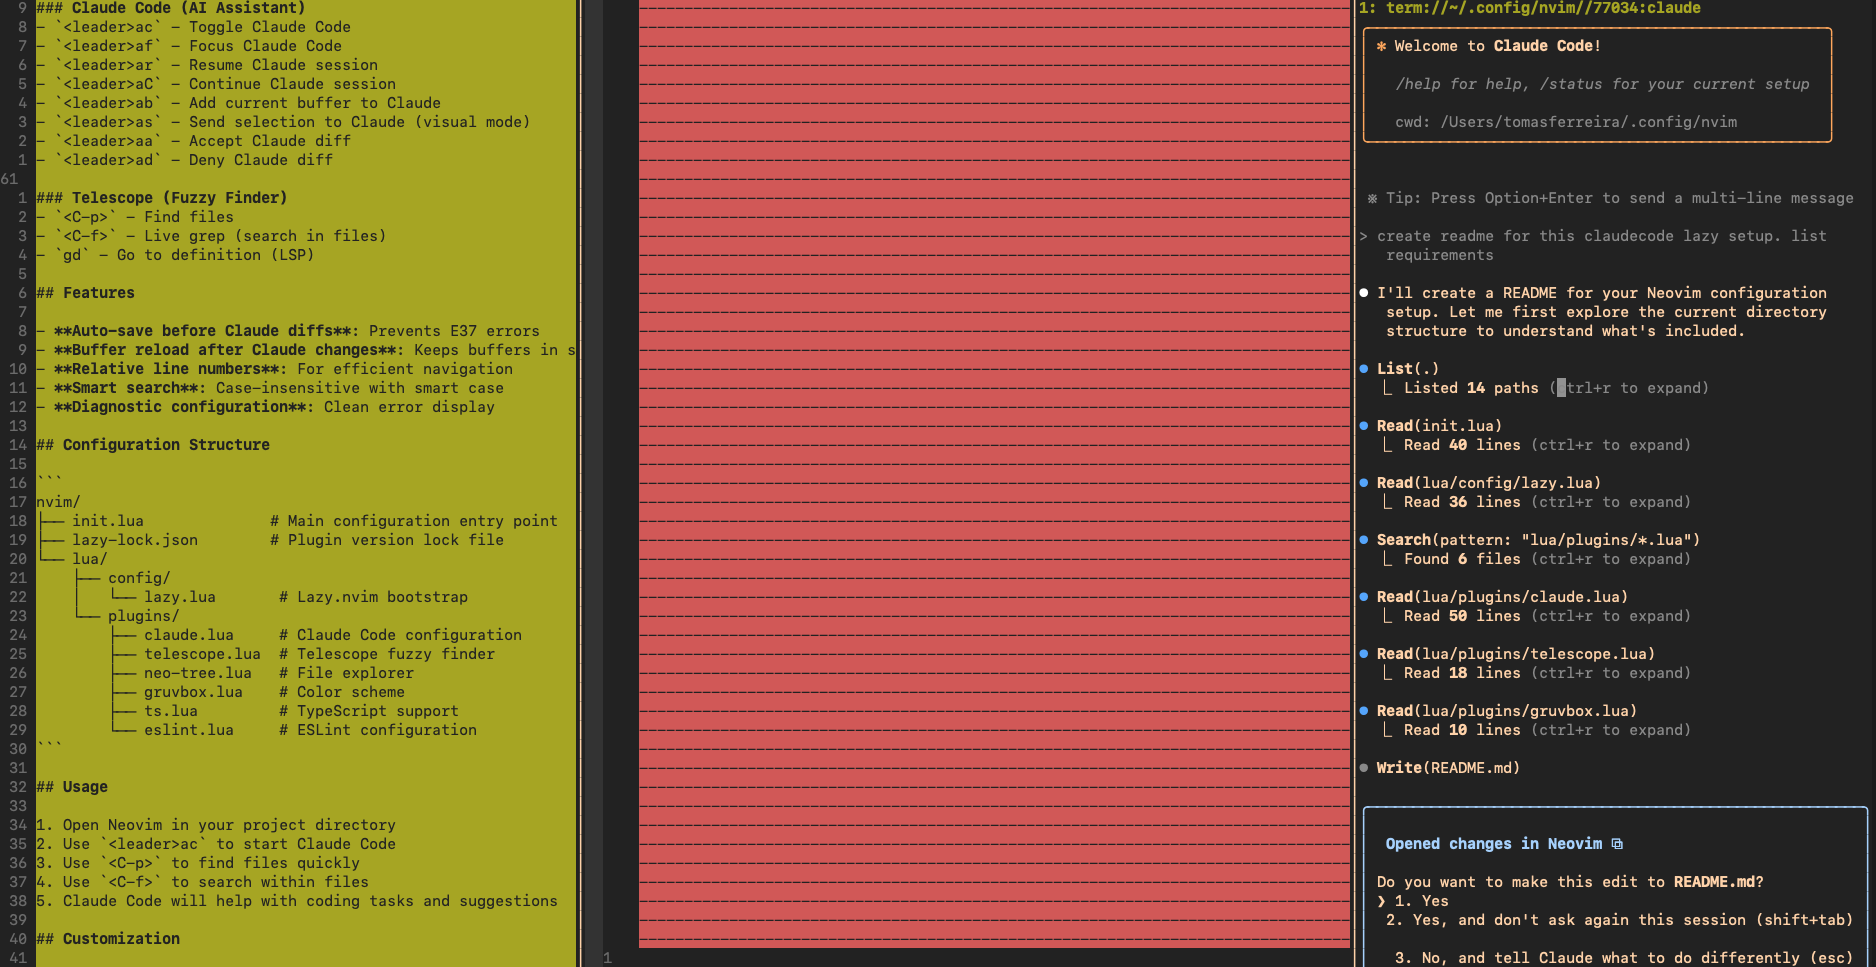 9 ### Claude Code (AI Assistant)
8 - `<leader>ac` - Toggle Claude Code
7 - `<leader>af` - Focus Claude Code
6 - `<leader>ar` - Resume Claude session
5 - `<leader>aC` - Continue Claude session
4 - `<leader>ab` - Add current buffer to Claude
3 - `<leader>as` - Send selection to Claude (visual mode)
2 - `<leader>aa` - Accept Claude diff
1 - `<leader>ad` - Deny Claude diff
61
1 ### Telescope (Fuzzy Finder)
2 - `<C-p>` - Find files
3 - `<C-f>` - Live grep (search in files)
4 - `gd` - Go to definition (LSP)
5
6 ## Features
7
8 - **Auto-save before Claude diffs**: Prevents E37 errors
9 - **Buffer reload after Claude changes**: Keeps buffers in s
10 - **Relative line numbers**: For efficient navigation
11 - **Smart search**: Case-insensitive with smart case
12 - **Diagnostic configuration**: Clean error display
13
14 ## Configuration Structure
15
16 ```
17 nvim/
18 ├── init.lua              # Main configuration entry point
19 ├── lazy-lock.json        # Plugin version lock file
20 └── lua/
21     ├── config/
22     │   └── lazy.lua       # Lazy.nvim bootstrap
23     └── plugins/
24         ├── claude.lua     # Claude Code configuration
25         ├── telescope.lua  # Telescope fuzzy finder
26         ├── neo-tree.lua   # File explorer
27         ├── gruvbox.lua    # Color scheme
28         ├── ts.lua         # TypeScript support
29         └── eslint.lua     # ESLint configuration
30 ```
31
32 ## Usage
33
34 1. Open Neovim in your project directory
35 2. Use `<leader>ac` to start Claude Code
36 3. Use `<C-p>` to find files quickly
37 4. Use `<C-f>` to search within files
38 5. Claude Code will help with coding tasks and suggestions
39
40 ## Customization
41
1
1: term://~/.config/nvim//77034:claude
✻ Welcome to Claude Code!
/help for help, /status for your current setup
cwd: /Users/tomasferreira/.config/nvim
※ Tip: Press Option+Enter to send a multi-line message
> create readme for this claudecode lazy setup. list
requirements
● I'll create a README for your Neovim configuration
setup. Let me first explore the current directory
structure to understand what's included.
● List(.)
⎿ Listed 14 paths (ctrl+r to expand)
● Read(init.lua)
⎿ Read 40 lines (ctrl+r to expand)
● Read(lua/config/lazy.lua)
⎿ Read 36 lines (ctrl+r to expand)
● Search(pattern: "lua/plugins/*.lua")
⎿ Found 6 files (ctrl+r to expand)
● Read(lua/plugins/claude.lua)
⎿ Read 50 lines (ctrl+r to expand)
● Read(lua/plugins/telescope.lua)
⎿ Read 18 lines (ctrl+r to expand)
● Read(lua/plugins/gruvbox.lua)
⎿ Read 10 lines (ctrl+r to expand)
● Write(README.md)
Opened changes in Neovim ⧉
Do you want to make this edit to README.md?
❯ 1. Yes
2. Yes, and don't ask again this session (shift+tab)
3. No, and tell Claude what to do differently (esc)